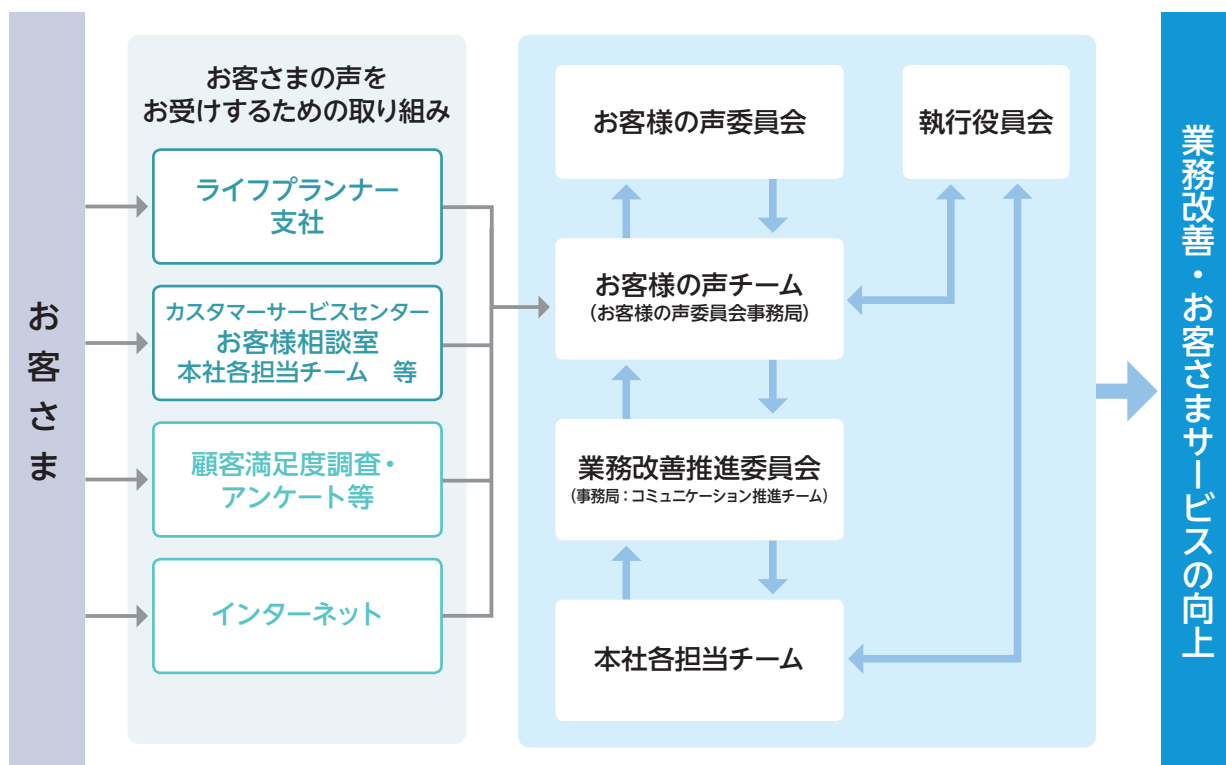 お客さま
お客さまの声を
お受けするための取り組み
ライフプランナー
支社
カスタマーサービスセンター
お客様相談室
本社各担当チーム　等
顧客満足度調査・
アンケート等
インターネット
お客様の声委員会
執行役員会
お客様の声チーム
（お客様の声委員会事務局）
業務改善推進委員会
（事務局：コミュニケーション推進チーム）
本社各担当チーム
業務改善・お客さまサービスの向上